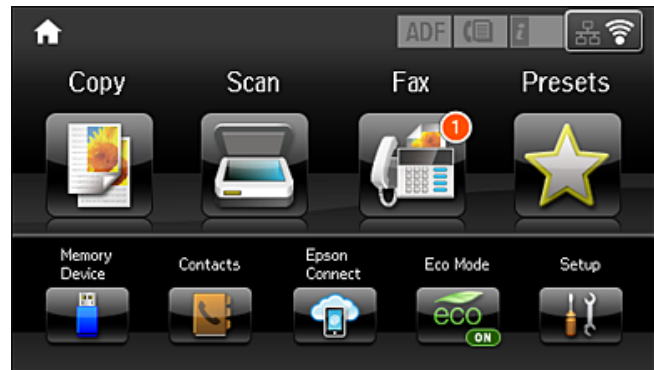 ADF i
Copy Scan Fax Presets
1
Memory Device Contacts Epson Connect Eco Mode Setup
eco
ON